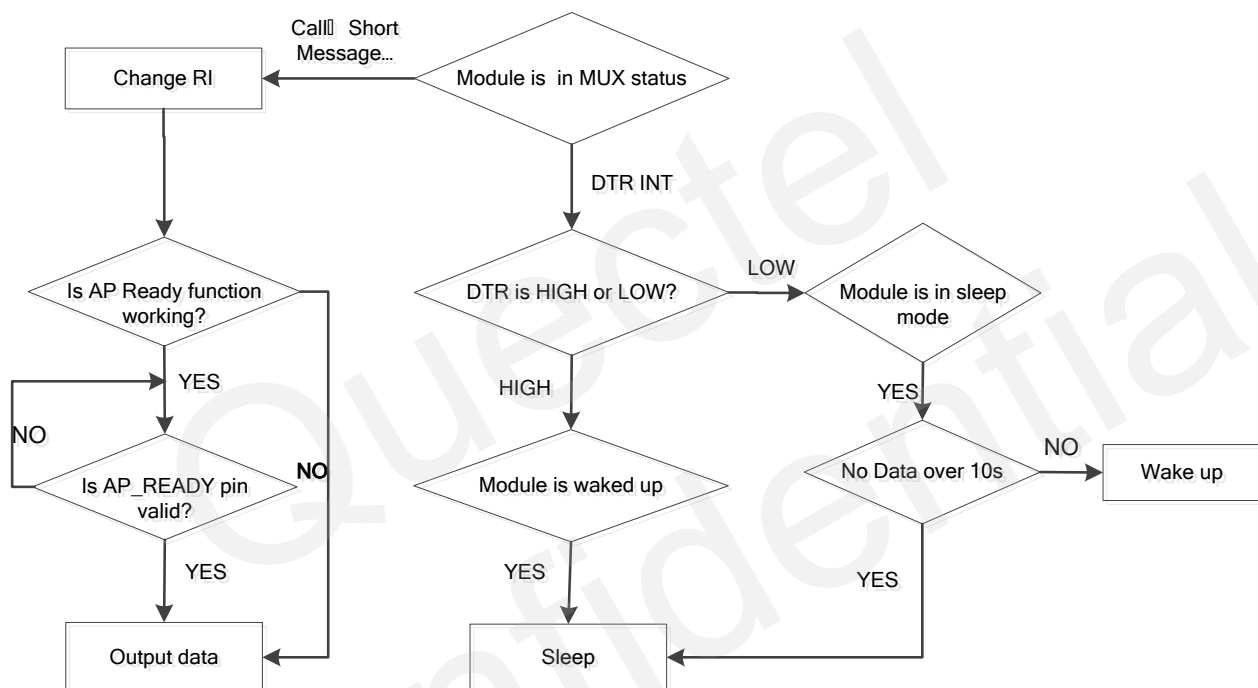 Call Short
Message...
Change RI
Module is in MUX status
DTR INT
Is AP Ready function
working?
DTR is HIGH or LOW?
LOW
Module is in sleep
mode
YES
HIGH
YES
NO
NO
Is AP_READY pin
valid?
Module is waked up
No Data over 10s
NO
Wake up
YES
YES
YES
Output data
Sleep
Quectel
Confidential